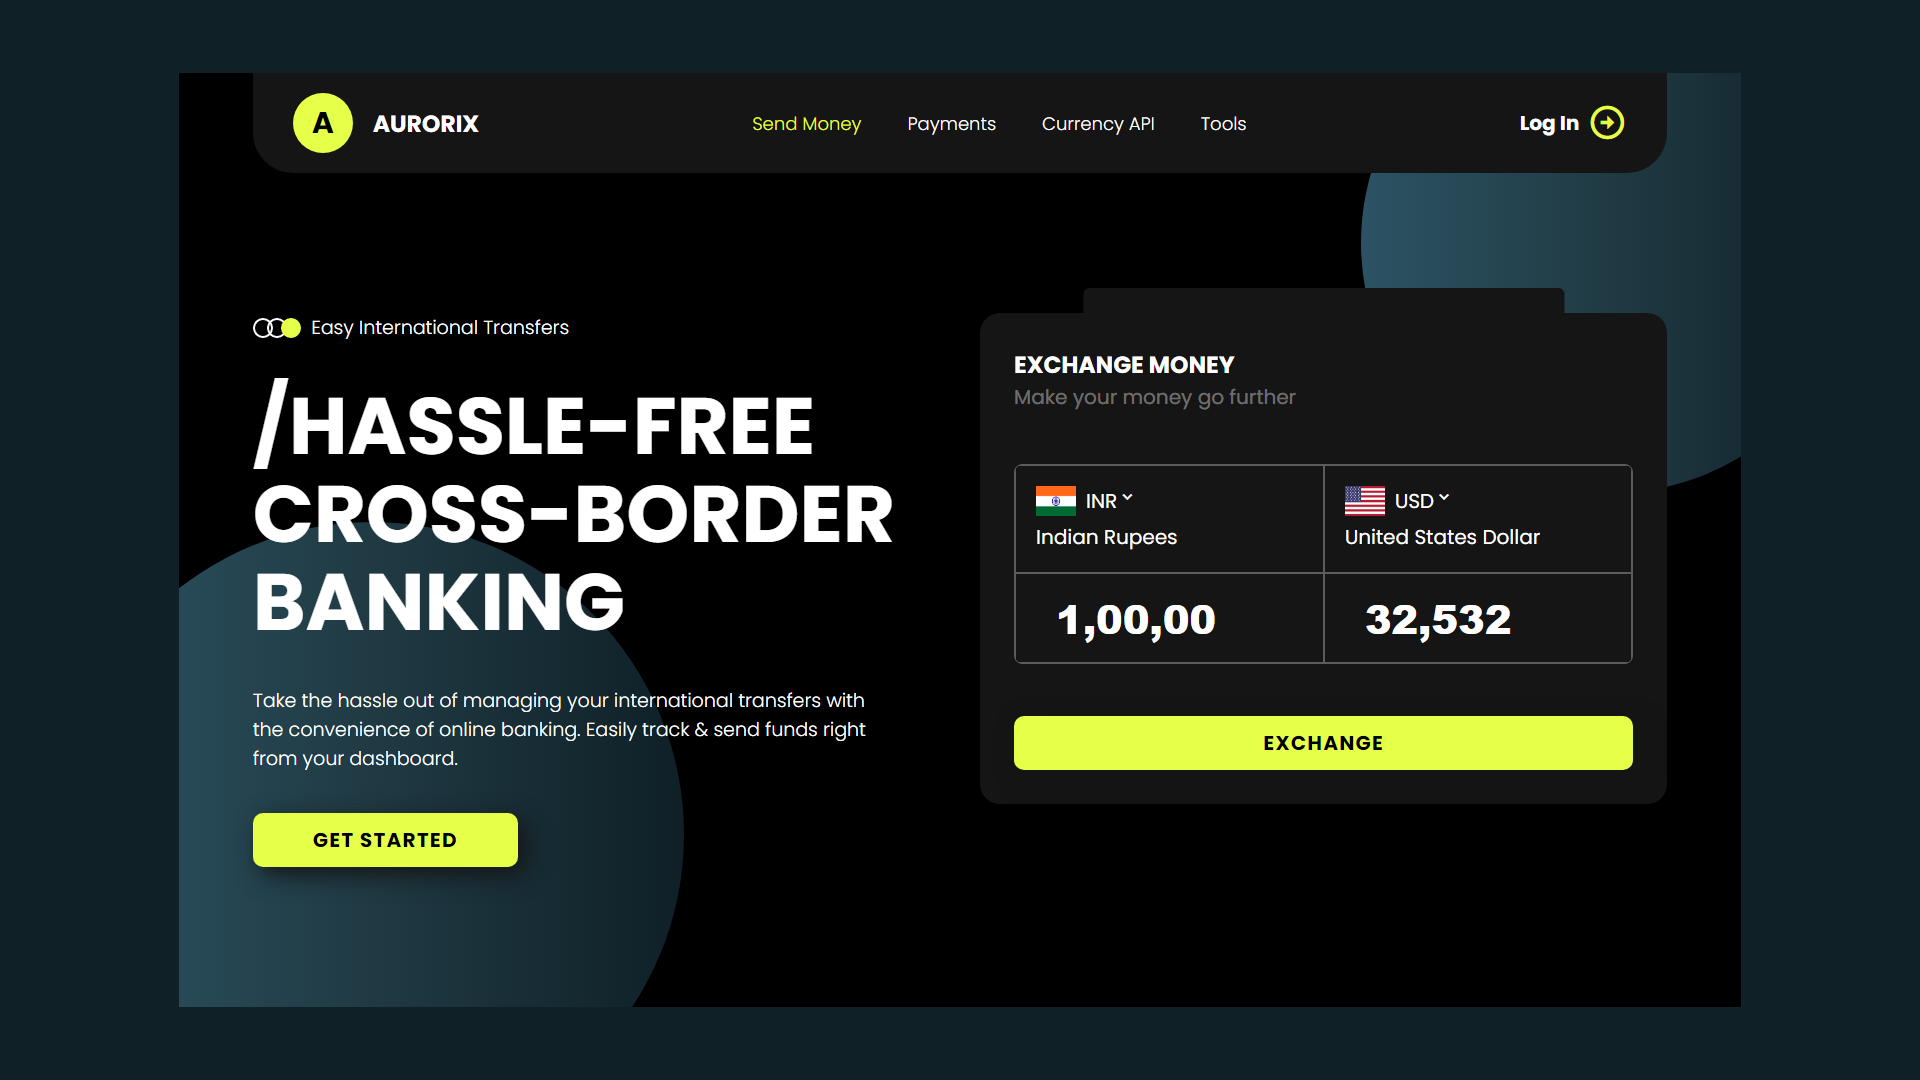 A AURORIX
Send Money Payments Currency API Tools
Log In
Easy International Transfers
/HASSLE-FREE
CROSS-BORDER
BANKING
Take the hassle out of managing your international transfers with
the convenience of online banking. Easily track & send funds right
from your dashboard.
GET STARTED
EXCHANGE MONEY
Make your money go further
INR
Indian Rupees
USD
United States Dollar
1,00,00
32,532
EXCHANGE